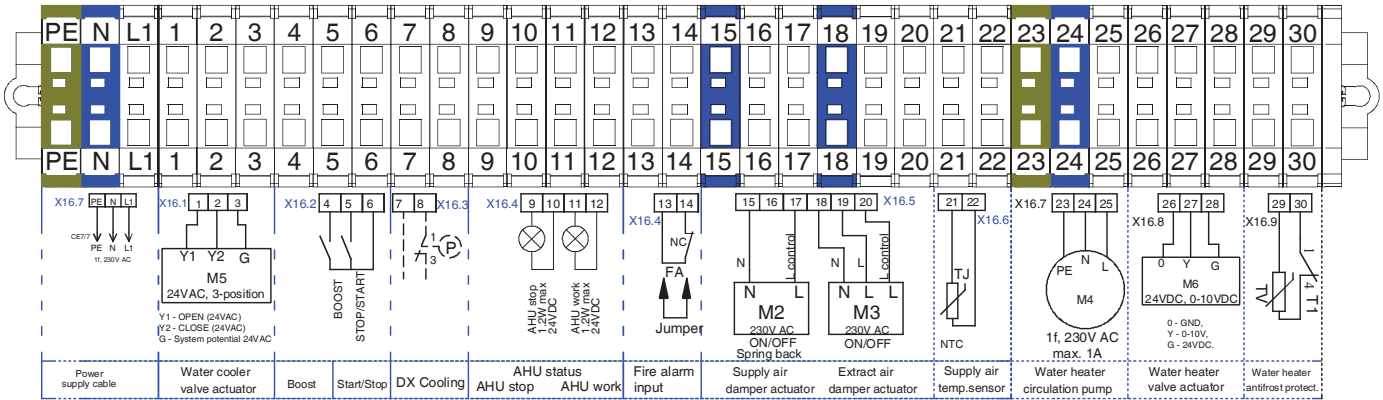 PE N L1 1 2 3 4 5 6 7 8 9 10 11 12 13 14 15 16 17 18 19 20 21 22 23 24 25 26 27 28 29 30
PE N L1 1 2 3 4 5 6 7 8 9 10 11 12 13 14 15 16 17 18 19 20 21 22 23 24 25 26 27 28 29 30
X16.7 PE N L1
CE7/7
PE N L1
1f, 230V AC
X16.1 1 2 3
Y1 Y2 G
M5
24VAC, 3-position
Y1 - OPEN (24VAC)
Y2 - CLOSE (24VAC)
G - System potential 24VAC
X16.2 4 5 6
BOOST
STOP/START
7 8 X16.3
1
3
P
X16.4 9 10 11 12
AHU stop
1.2W max
24VDC
AHU work
1.2W max
24VDC
13 14
X16.4
NC
FA
Jumper
15 16 17 18 19 20 X16.5
N
L control
N L
M2
230V AC
ON/OFF
Spring back
N
L
L control
N L L
M3
230V AC
ON/OFF
21 22
X16.6
TJ
NTC
X16.7 23 24 25
PE N L
M4
1f, 230V AC
max. 1A
26 27 28
X16.8
0 Y G
M6
24VDC, 0-10VDC
0 - GND,
Y - 0-10V,
G - 24VDC.
29 30
X16.9
TV
1
4
T1
Power
supply cable
Water cooler
valve actuator
Boost
Start/Stop
DX Cooling
AHU status
AHU stop AHU work
Fire alarm
input
Supply air
damper actuator
Extract air
damper actuator
Supply air
temp.sensor
Water heater
circulation pump
Water heater
valve actuator
Water heater
antifrost protect.